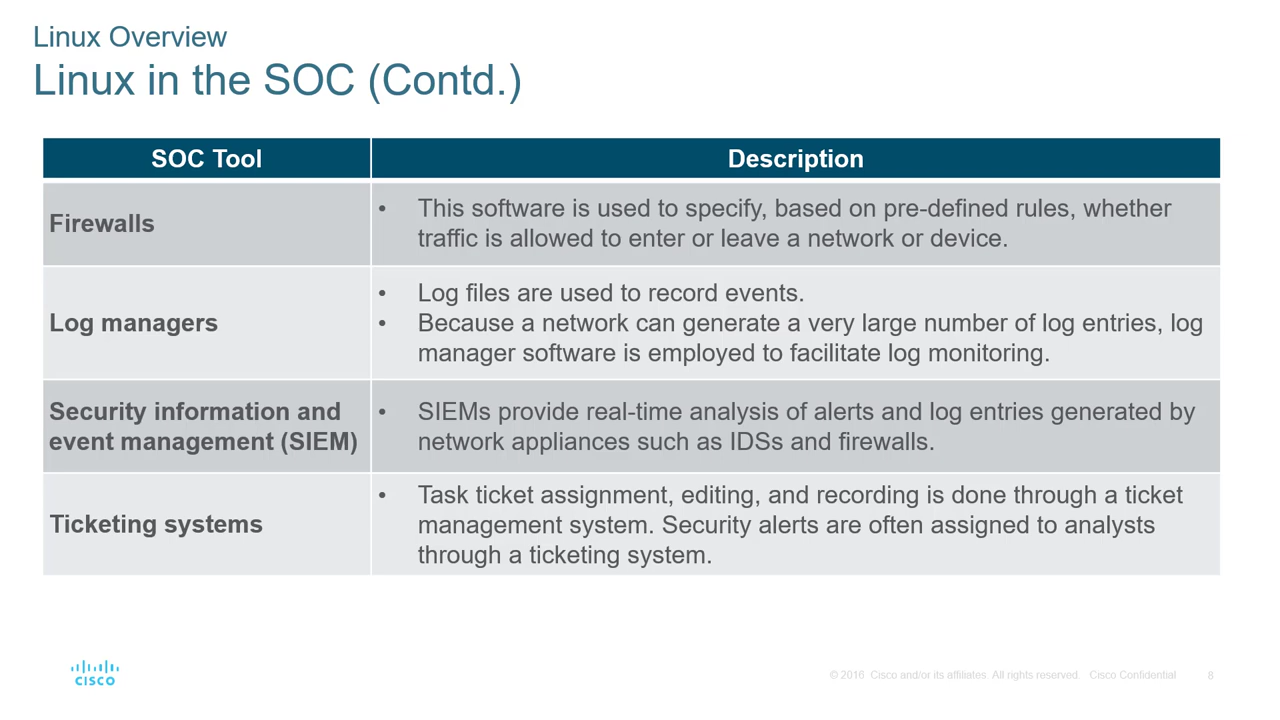 Linux Overview
Linux in the SOC (Contd.)
SOC Tool
Description
Firewalls
• This software is used to specify, based on pre-defined rules, whether
traffic is allowed to enter or leave a network or device.
Log managers
• Log files are used to record events.
• Because a network can generate a very large number of log entries, log
manager software is employed to facilitate log monitoring.
Security information and
event management (SIEM)
• SIEMs provide real-time analysis of alerts and log entries generated by
network appliances such as IDSs and firewalls.
Ticketing systems
• Task ticket assignment, editing, and recording is done through a ticket
management system. Security alerts are often assigned to analysts
through a ticketing system.
CISCO
© 2016 Cisco and/or its affiliates. All rights reserved. Cisco Confidential
8